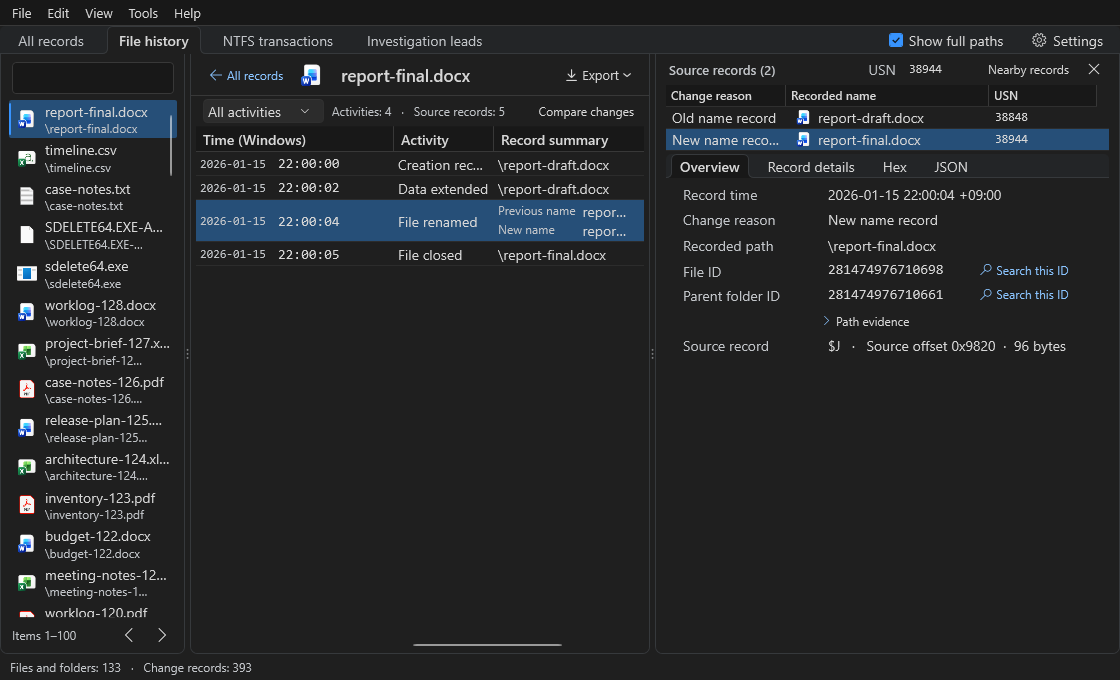 File Edit View Tools Help
All records File history NTFS transactions Investigation leads Show full paths Settings
report-final.docx
\report-final.docx
timeline.csv
\timeline.csv
case-notes.txt
\case-notes.txt
SDELETE64.EXE-A...
\SDELETE64.EXE-...
sdelete64.exe
\sdelete64.exe
worklog-128.docx
\worklog-128.docx
project-brief-127.x...
\project-brief-12...
case-notes-126.pdf
\case-notes-126....
release-plan-125....
\release-plan-125...
architecture-124.xl...
\architecture-124....
inventory-123.pdf
\inventory-123.pdf
budget-122.docx
\budget-122.docx
meeting-notes-12...
\meeting-notes-1...
worklog-120.pdf
Items 1–100
All records report-final.docx Export
All activities Activities: 4 · Source records: 5 Compare changes
Time (Windows) Activity Record summary
2026-01-15 22:00:00 Creation rec... \report-draft.docx
2026-01-15 22:00:02 Data extended \report-draft.docx
2026-01-15 22:00:04 File renamed Previous name repor...
New name repor...
2026-01-15 22:00:05 File closed \report-final.docx
Source records (2) USN 38944 Nearby records
Change reason Recorded name USN
Old name record report-draft.docx 38848
New name reco... report-final.docx 38944
Overview Record details Hex JSON
Record time 2026-01-15 22:00:04 +09:00
Change reason New name record
Recorded path \report-final.docx
File ID 281474976710698 Search this ID
Parent folder ID 281474976710661 Search this ID
Path evidence
Source record $J · Source offset 0x9820 · 96 bytes
Files and folders: 133 · Change records: 393